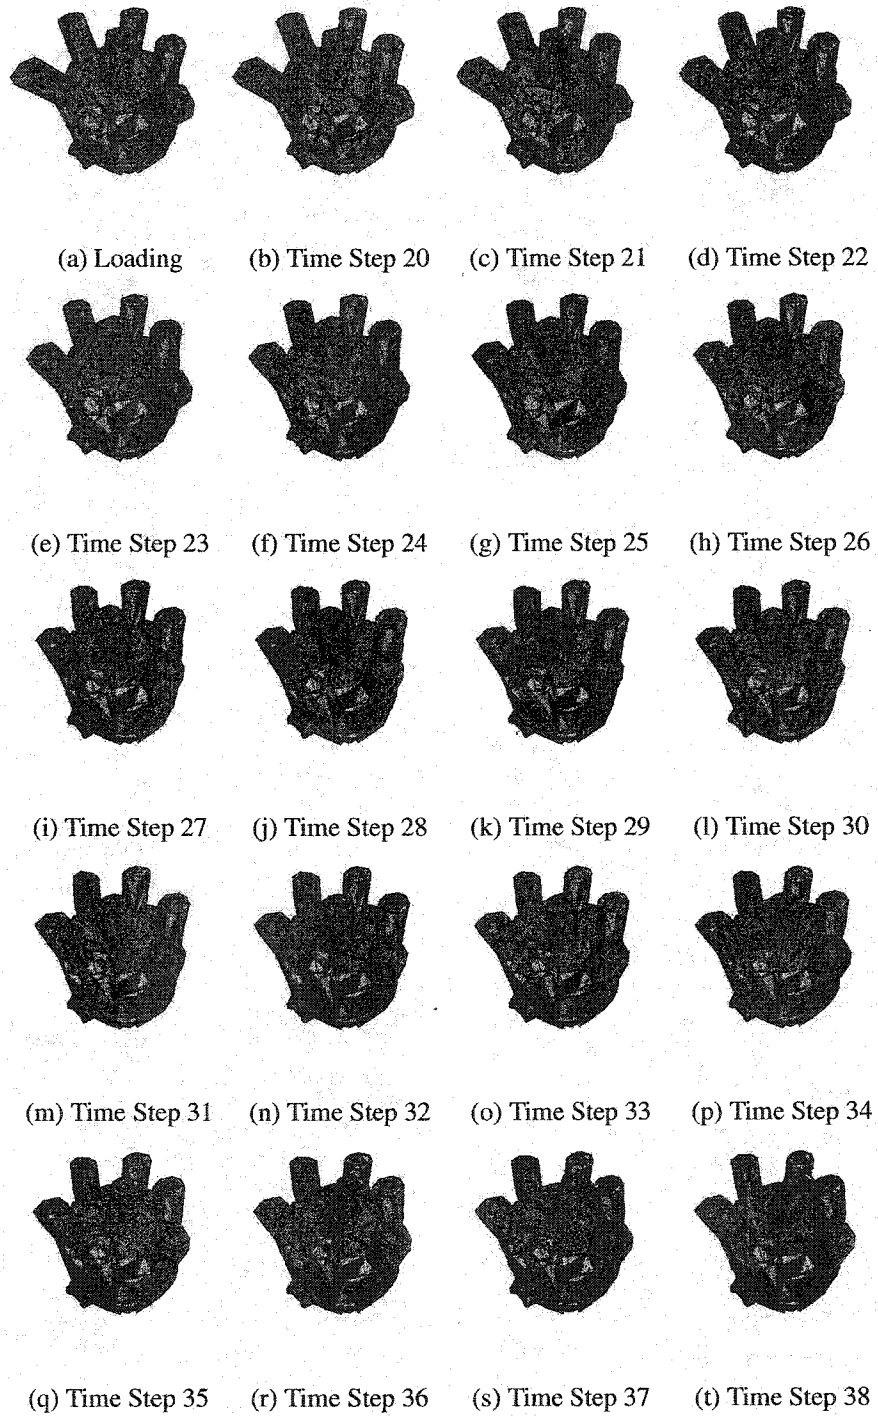 (a) Loading
(b) Time Step 20
(c) Time Step 21
(d) Time Step 22
(e) Time Step 23
(f) Time Step 24
(g) Time Step 25
(h) Time Step 26
(i) Time Step 27
(j) Time Step 28
(k) Time Step 29
(l) Time Step 30
(m) Time Step 31
(n) Time Step 32
(o) Time Step 33
(p) Time Step 34
(q) Time Step 35
(r) Time Step 36
(s) Time Step 37
(t) Time Step 38